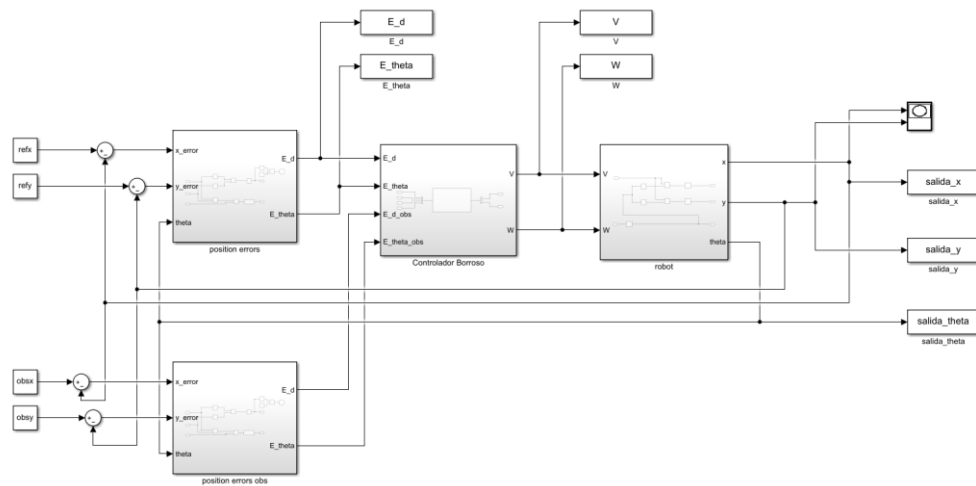 E_d
E_d
E_theta
E_theta
V
V
W
W
refx
refy
x_error
y_error
theta
E_d
E_theta
position errors
E_d
E_theta
E_d_obs
E_theta_obs
V
W
Controlador Borroso
V
W
x
y
theta
robot
salida_x
salida_x
salida_y
salida_y
salida_theta
salida_theta
obsx
obsy
x_error
y_error
theta
E_d
E_theta
position errors obs